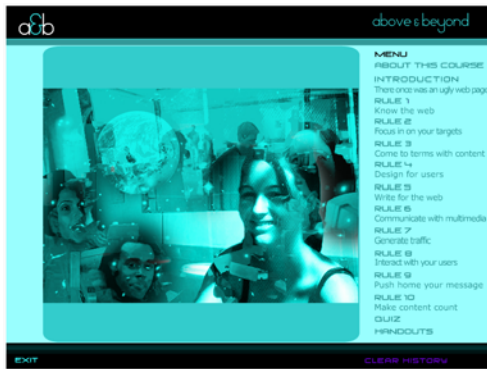 a&b
above & beyond
MENU
ABOUT THIS COURSE
INTRODUCTION
There once was an ugly web page
RULE 1
Know the web
RULE 2
Focus in on your targets
RULE 3
Come to terms with content
RULE 4
Design for users
RULE 5
Write for the web
RULE 6
Communicate with multimedia
RULE 7
Generate traffic
RULE 8
Interact with your users
RULE 9
Push home your message
RULE 10
Make content count
QUIZ
HANDOUTS
EXIT
CLEAR HISTORY